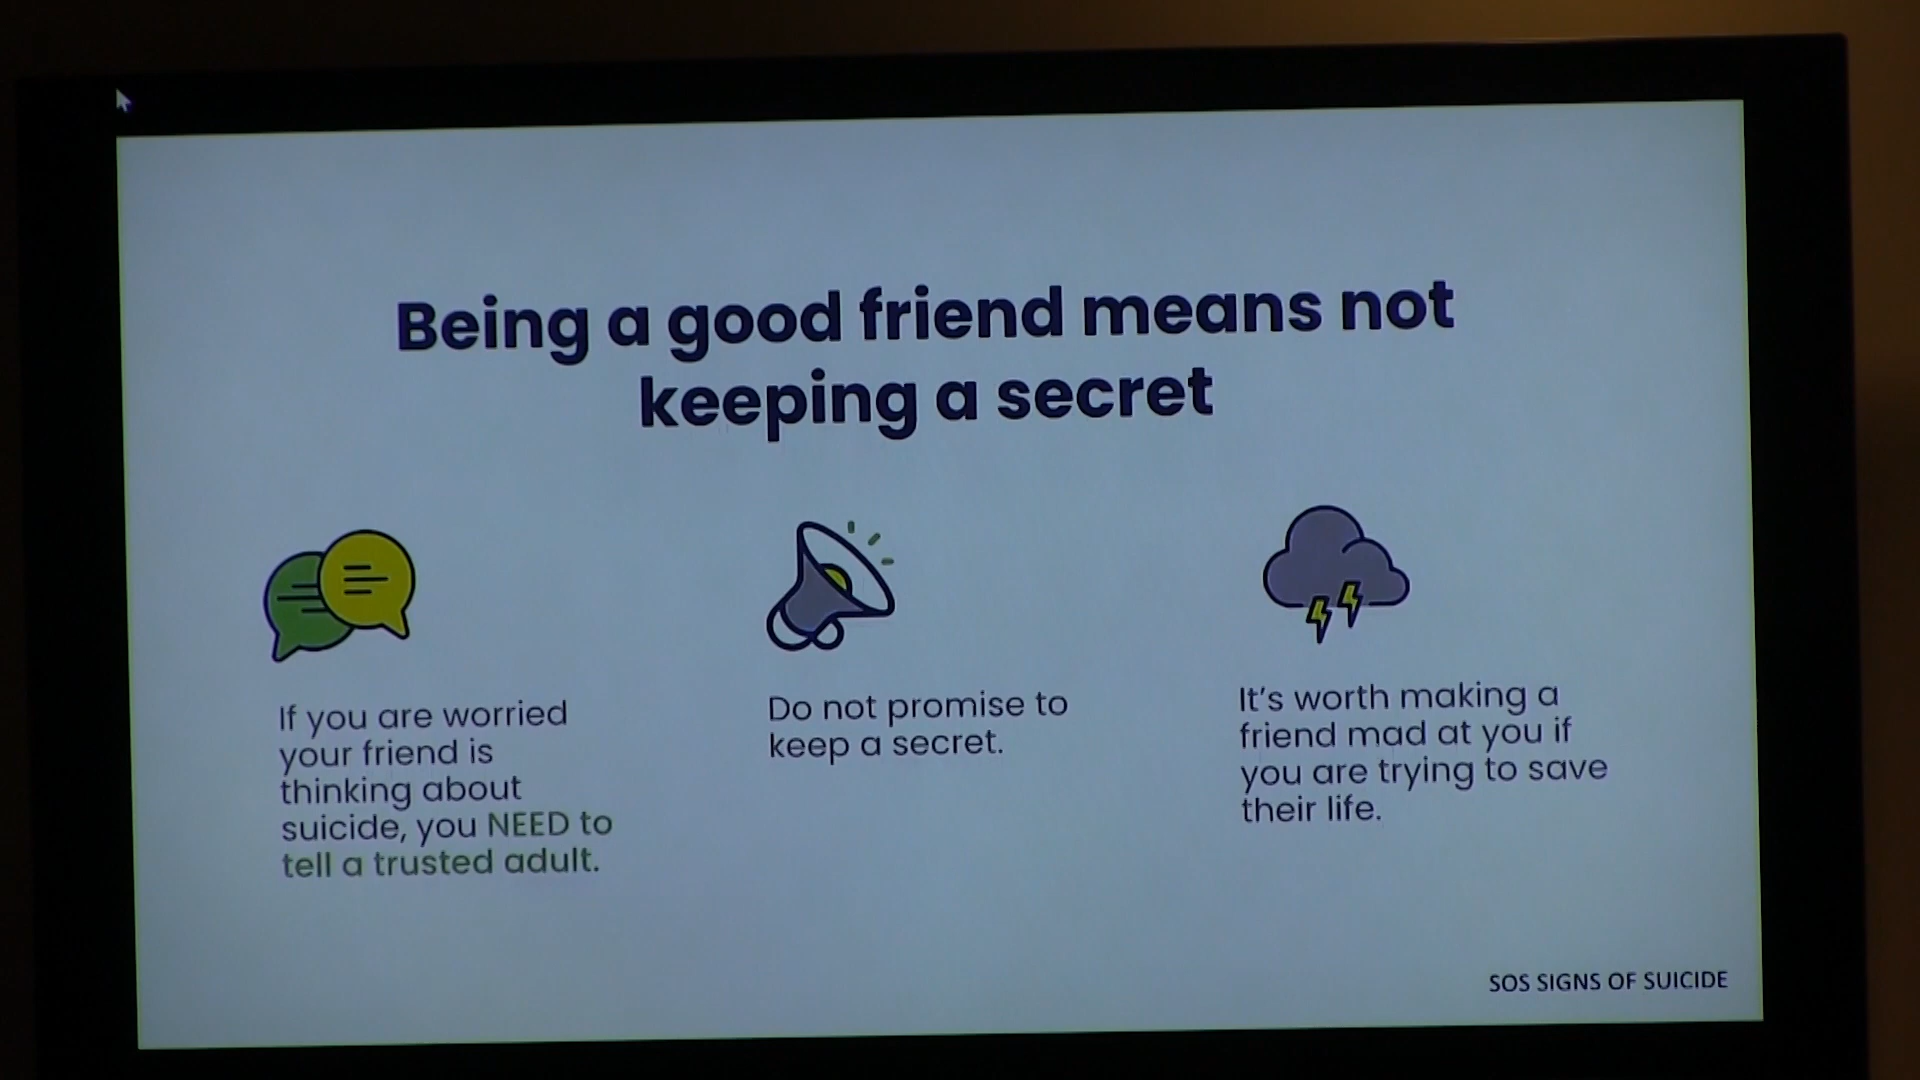 Being a good friend means not
keeping a secret
If you are worried
your friend is
thinking about
suicide, you NEED to
tell a trusted adult.
Do not promise to
keep a secret.
It's worth making a
friend mad at you if
you are trying to save
their life.
SOS SIGNS OF SUICIDE